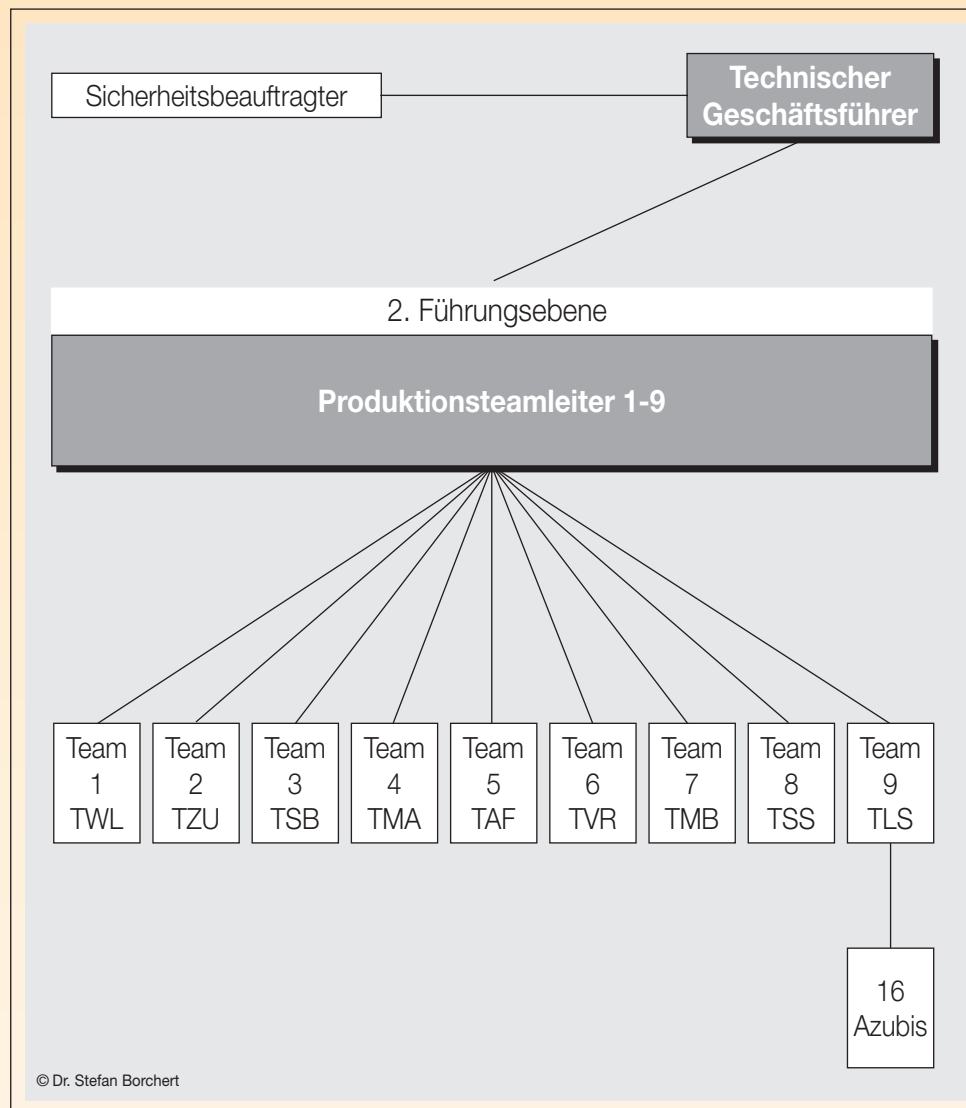 Sicherheitsbeauftragter
Technischer
Geschäftsführer
2. Führungsebene
Produktionsteamleiter 1-9
Team
1
TWL
Team
2
TZU
Team
3
TSB
Team
4
TMA
Team
5
TAF
Team
6
TVR
Team
7
TMB
Team
8
TSS
Team
9
TLS
16
Azubis
© Dr. Stefan Borchert